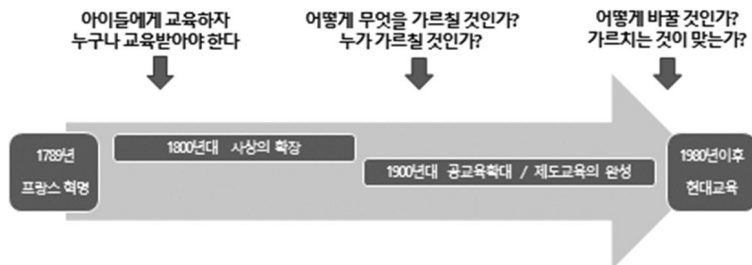 아이들에게 교육하자
누구나 교육받아야 한다
어떻게 무엇을 가르칠 것인가?
누가 가르칠 것인가?
어떻게 바꿀 것인가?
가르치는 것이 맞는가?
1789년
프랑스 혁명
1800년대 사상의 확장
1900년대 공교육확대 / 제도교육의 완성
1980년이후
현대교육